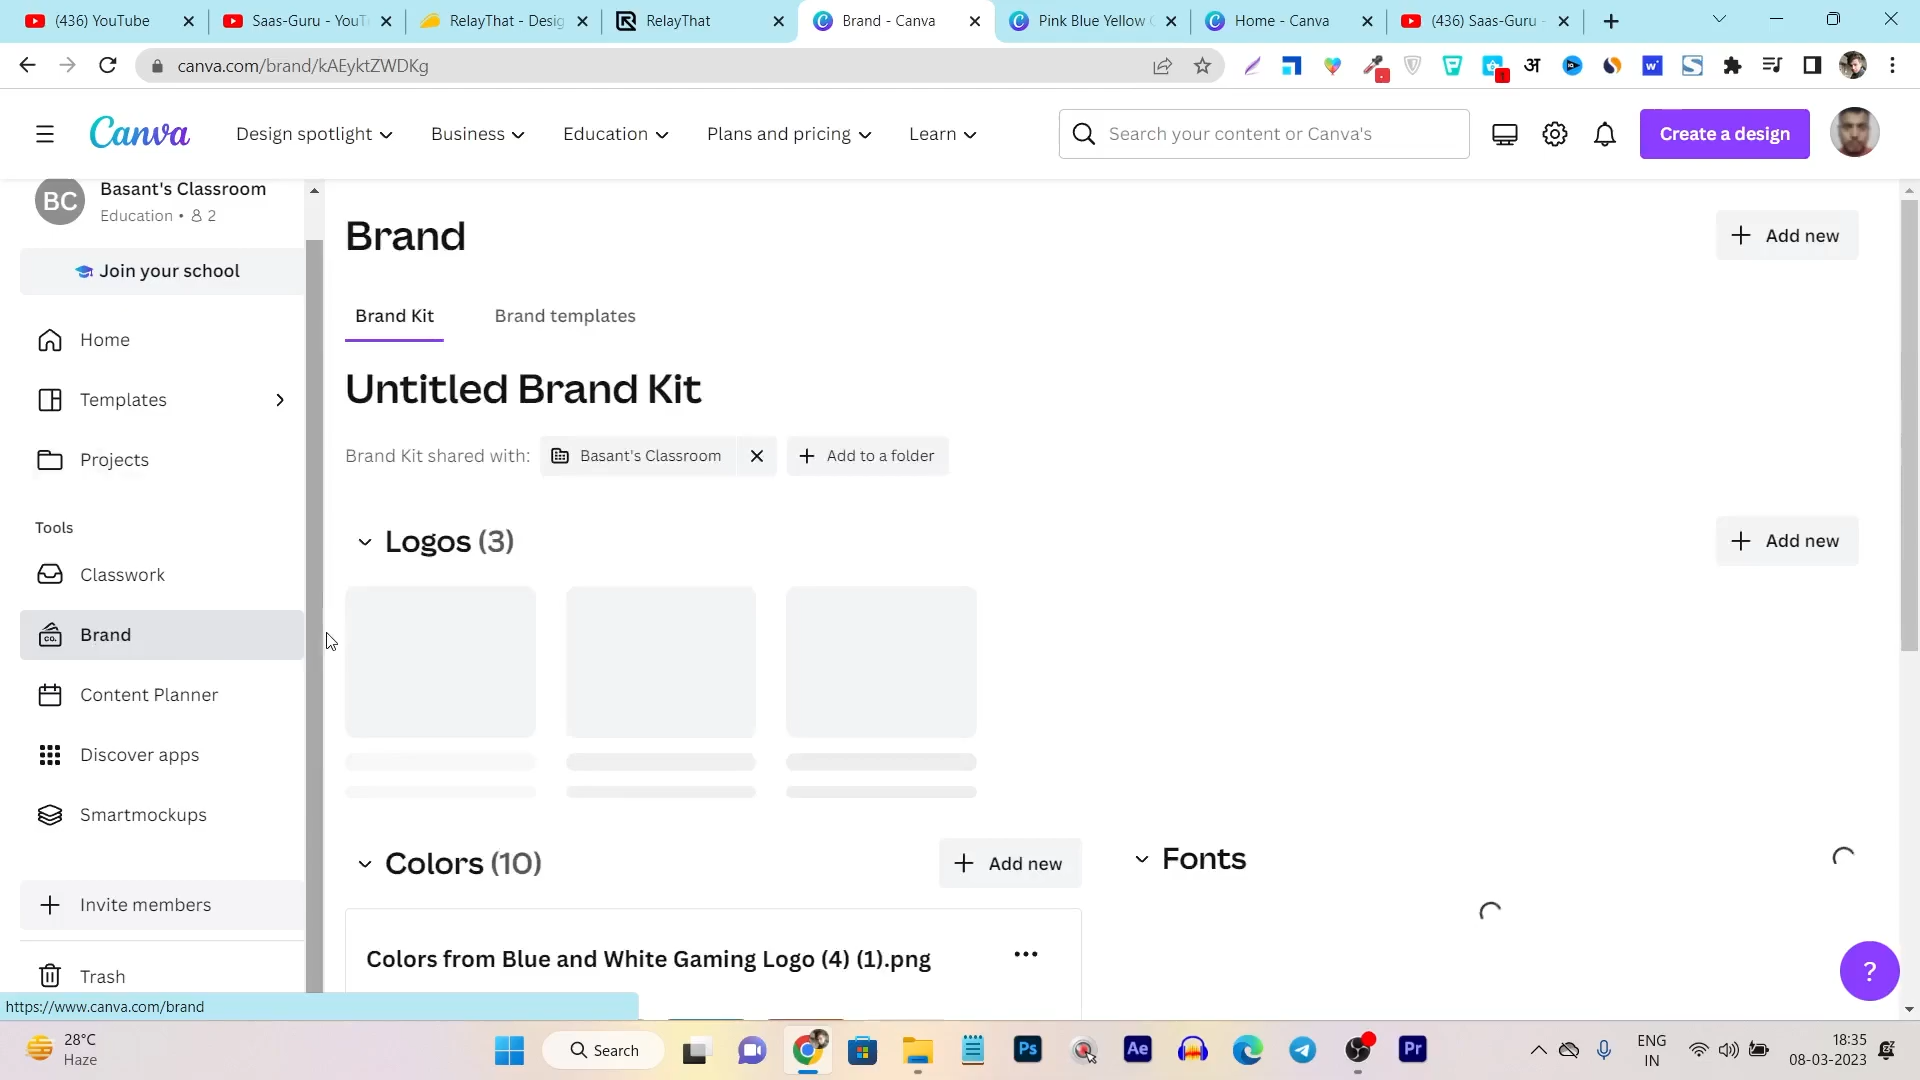 (436) YouTube
Saas-Guru - YouT
RelayThat - Desig
RelayThat
Brand - Canva
Pink Blue Yellow
Home - Canva
(436) Saas-Guru -
canva.com/brand/kAEyktZWDKg
Canva
Design spotlight
Business
Education
Plans and pricing
Learn
Search your content or Canva's
Create a design
BC
Basant's Classroom
Education • 2
Join your school
Home
Templates
Projects
Tools
Classwork
Brand
Content Planner
Discover apps
Smartmockups
Invite members
Trash
https://www.canva.com/brand
Brand
Add new
Brand Kit
Brand templates
Untitled Brand Kit
Brand Kit shared with:
Basant's Classroom
Add to a folder
Logos (3)
Add new
Colors (10)
Add new
Fonts
Colors from Blue and White Gaming Logo (4) (1).png
?
28°C
Haze
Search
Ps
Ae
Pr
ENG
IN
18:35
08-03-2023